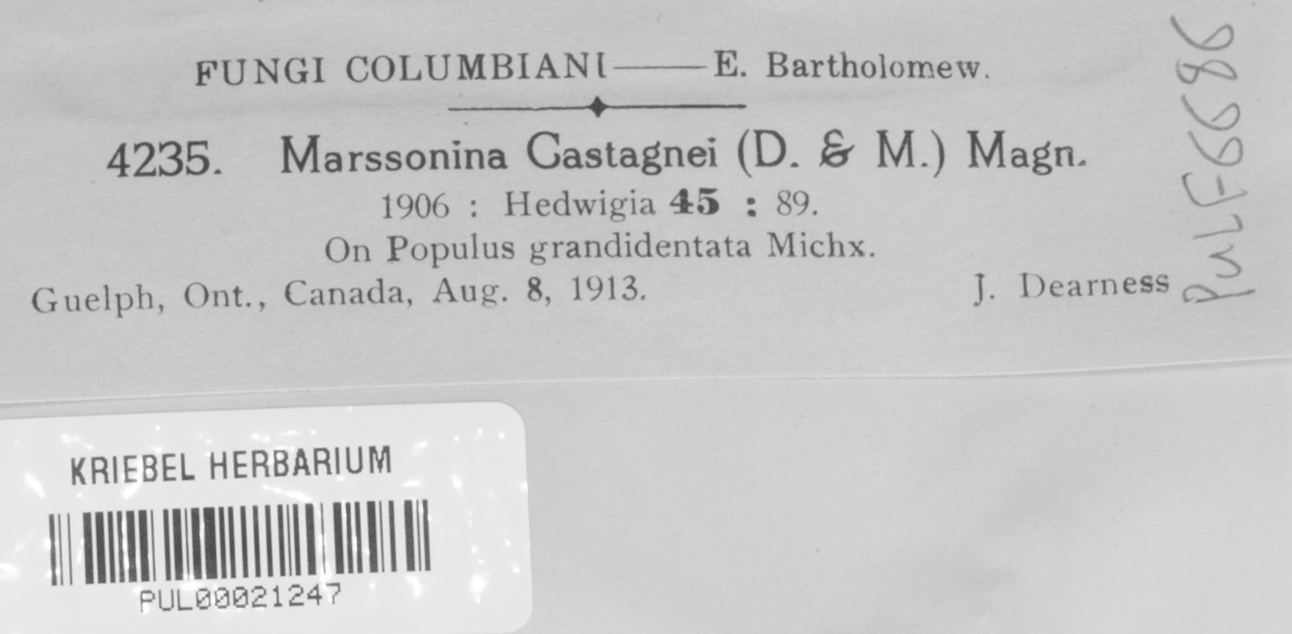 FUNGI COLUMBIANI——E. Bartholomew.
4235. Marssonina Castagnei (D. & M.) Magn.
1906 : Hedwigia 45 : 89.
On Populus grandidentata Michx.
Guelph, Ont., Canada, Aug. 8, 1913. J. Dearness
PULF6986
KRIEBEL HERBARIUM
PUL00021247